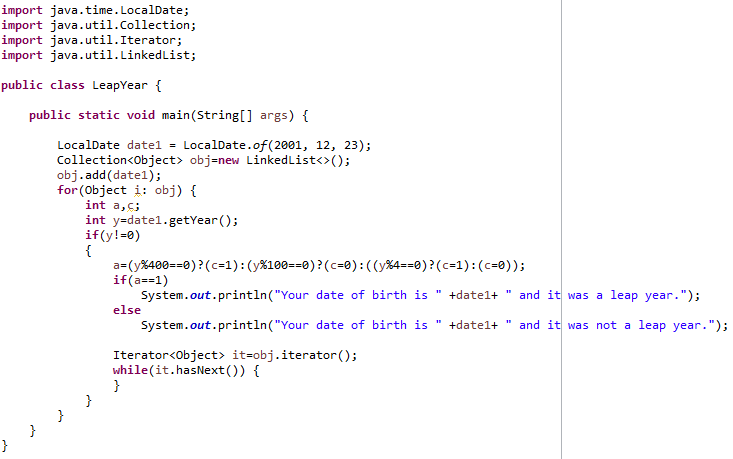 import java.time.LocalDate;
import java.util.Collection;
import java.util.Iterator;
import java.util.LinkedList;
public class LeapYear {
public static void main(String[] args) {
LocalDate date1 = LocalDate.of(2001, 12, 23);
Collection<Object> obj=new LinkedList<>();
obj.add(date1);
for(Object i: obj) {
int a,c;
int y=date1.getYear();
if(y!=0)
{
a=(y%400==0)?(c=1):(y%100==0)?(c=0):((y%4==0)?(c=1):(c=0));
if(a==1)
System.out.println("Your date of birth is " +date1+ " and it was a leap year.");
else
System.out.println("Your date of birth is " +date1+ " and it was not a leap year.");
Iterator<Object> it=obj.iterator();
while(it.hasNext()) {
}
}
}
}
}